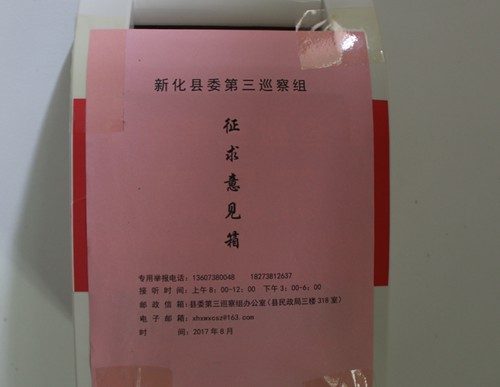 新化县委第三巡察组
征求意见箱
专用举报电话：13607380048 18273812637
接听时间：上午8：00-12：00 下午3：00-6：00
邮政信箱：县委第三巡察组办公室（县民政局三楼318室）
电子邮箱：xhxwxcsz@163.com
时 间：2017年8月